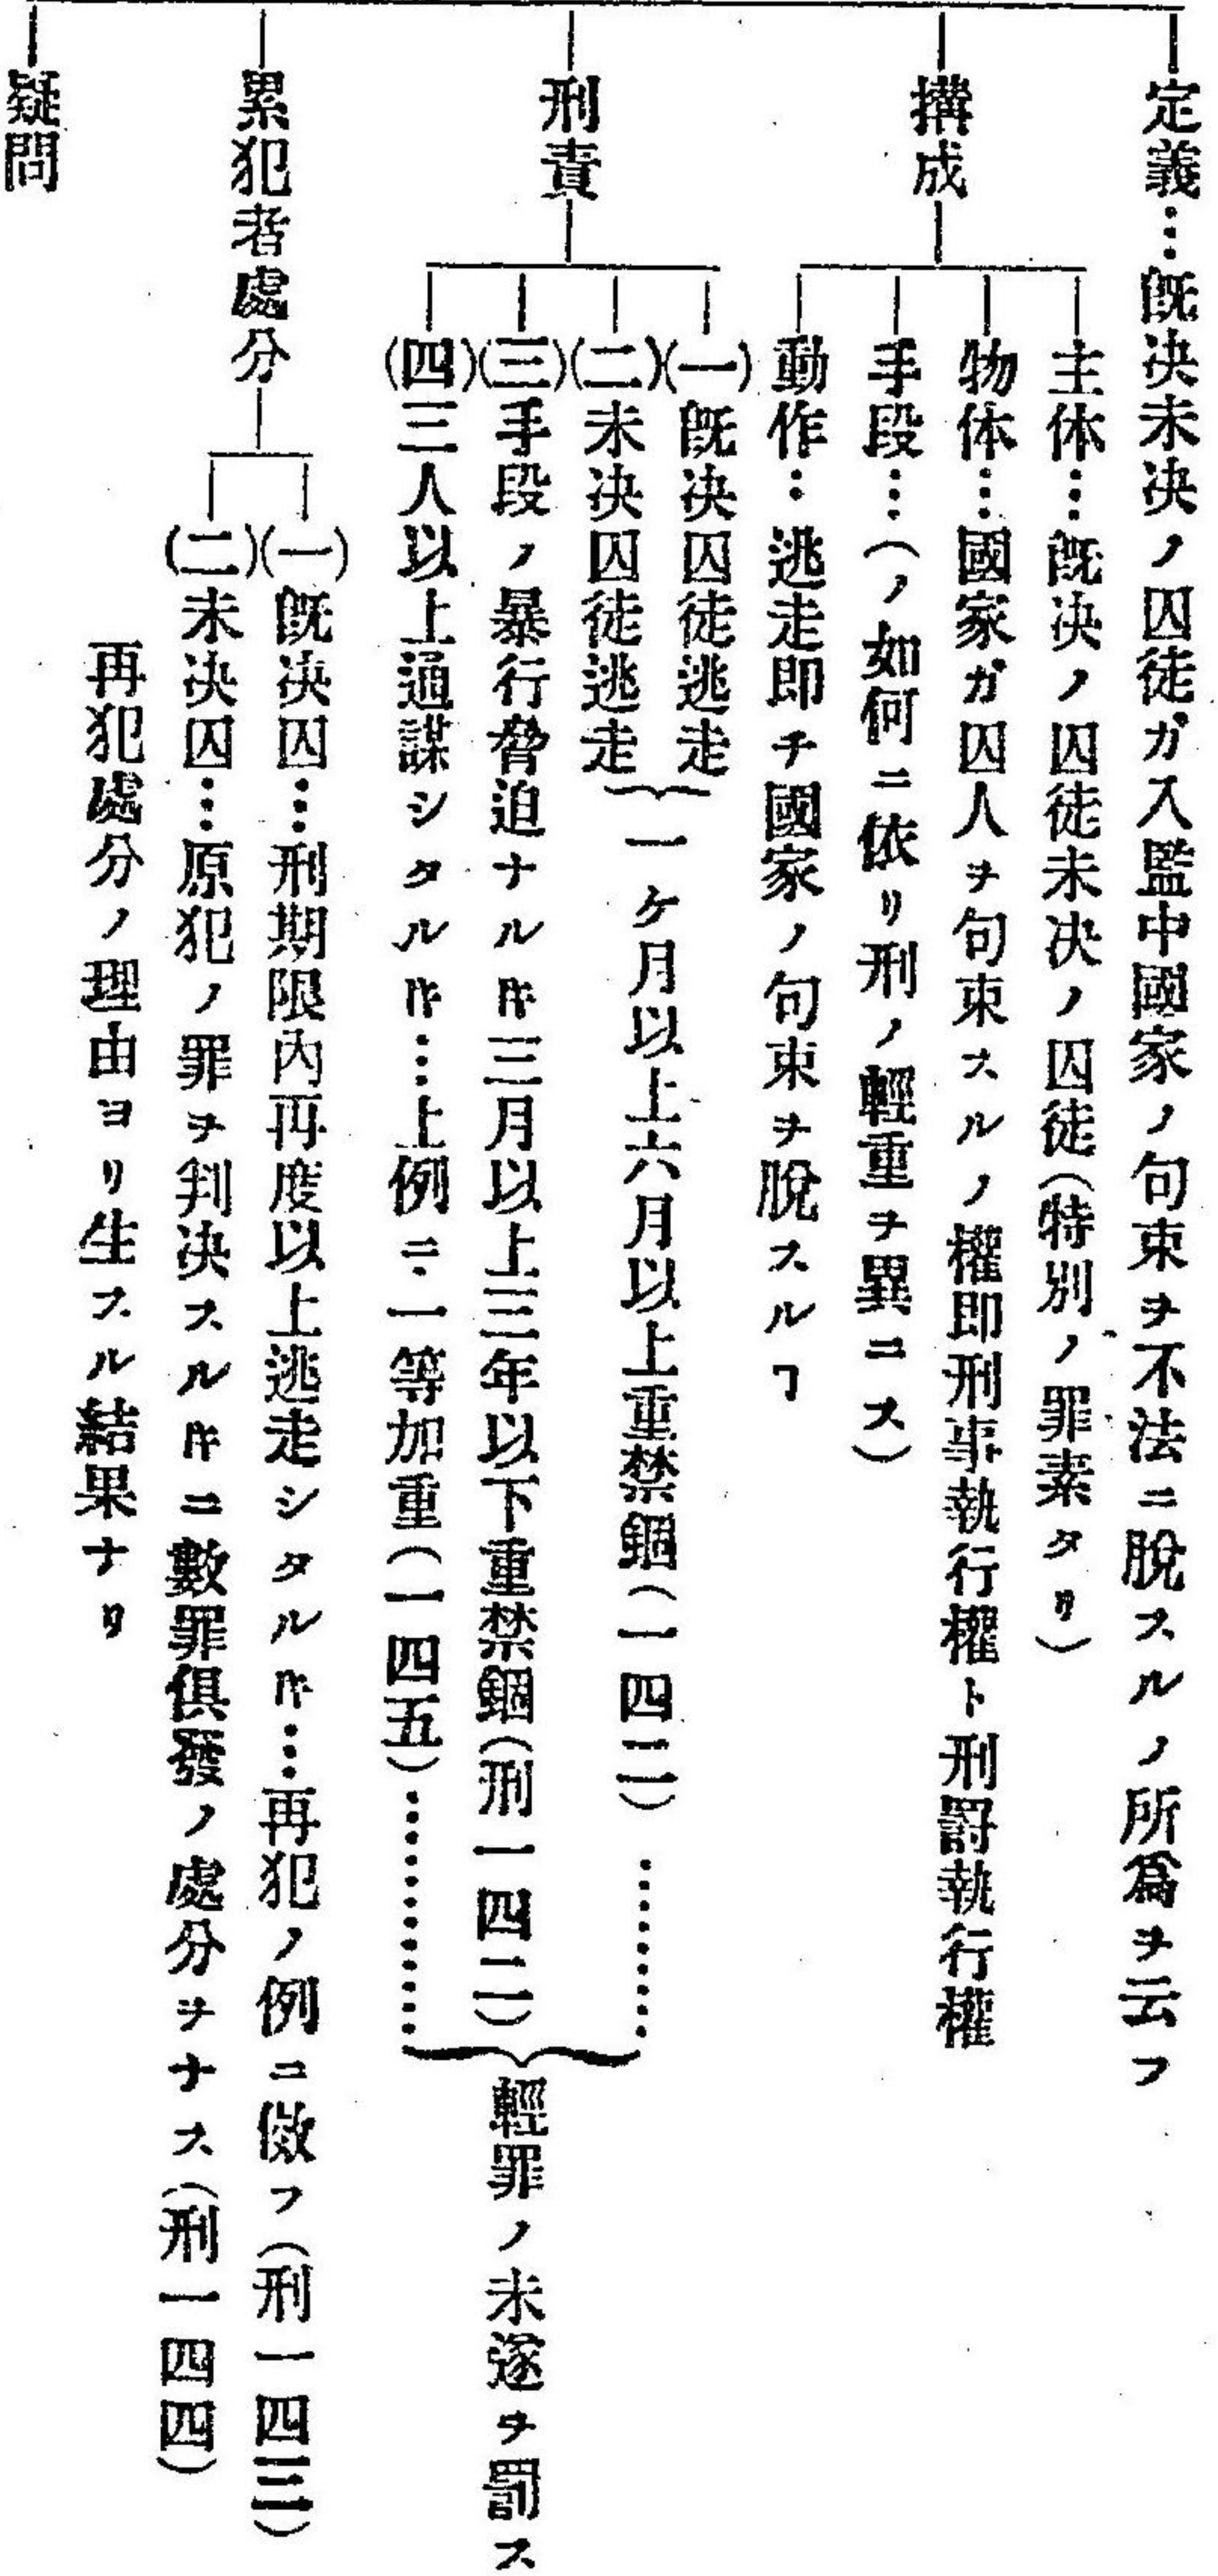 定義…既決未決ノ囚徒ガ入監中國家ノ句束ヲ不法ニ脫スルノ所爲ヲ云フ
搆成
主体…既決ノ囚徒未決ノ囚徒(特別ノ罪素タリ)
物体…國家ガ囚人ヲ句束スルノ權即刑事執行權ト刑罰執行權
手段…(ノ如何ニ依リ刑ノ輕重ヲ異ニス)
動作…逃走即チ國家ノ句束ヲ脫スルヿ
刑責
(一)既決囚徒逃走
(二)未決囚徒逃走
一ケ月以上六月以上重禁錮(一四二)…………
(三)手段ノ暴行脅迫ナルㇳキ三月以上三年以下重禁錮(刑一四二)
(四)三人以上通謀シタルㇳキ…上例ニ一等加重(一四五)…………
輕罪ノ未遂ヲ罰ス
累犯者處分
(一)既決囚…刑期限內再度以上逃走シタルㇳキ…再犯ノ例ニ倣フ(刑一四三)
(二)未決囚…原犯ノ罪ヲ判決スルㇳキニ數罪俱發ノ處分ヲナス(刑一四四)
再犯處分ノ理由ヨリ生スル結果ナリ
疑問